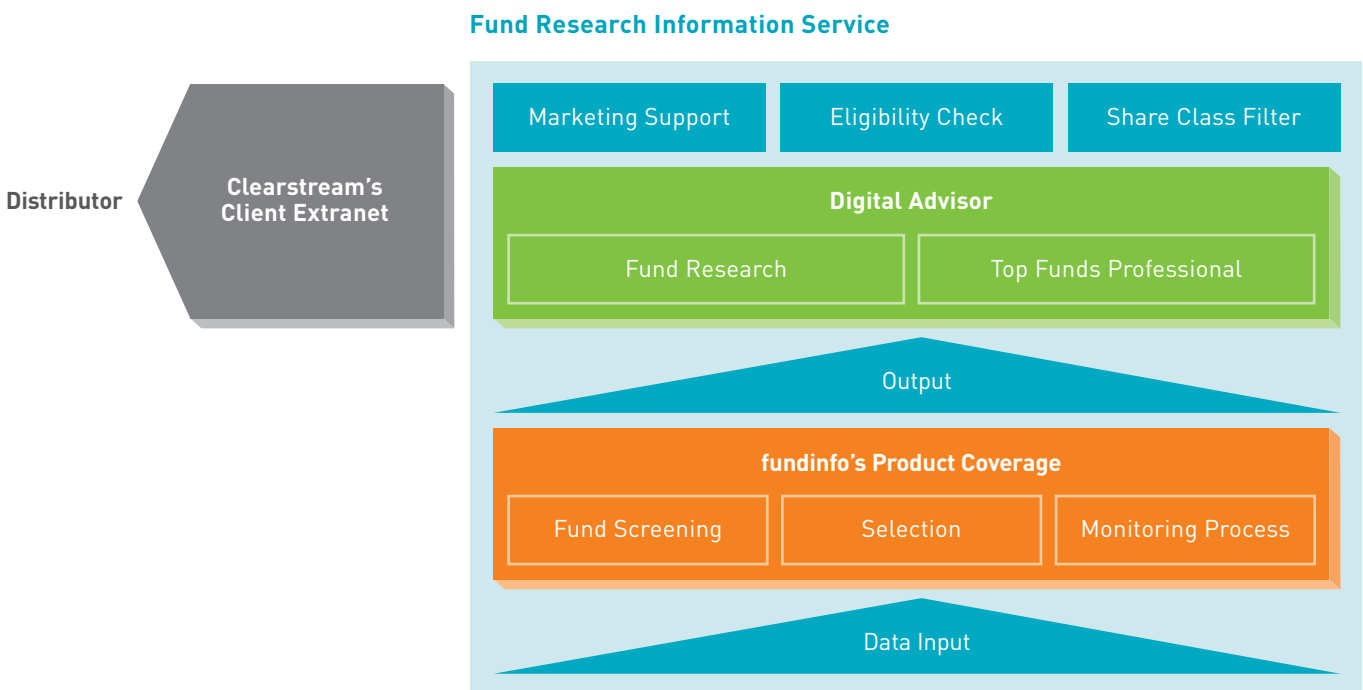 Fund Research Information Service
Marketing Support
Eligibility Check
Share Class Filter
Distributor
Clearstream’s
Client Extranet
Digital Advisor
Fund Research
Top Funds Professional
Output
fundinfo’s Product Coverage
Fund Screening
Selection
Monitoring Process
Data Input